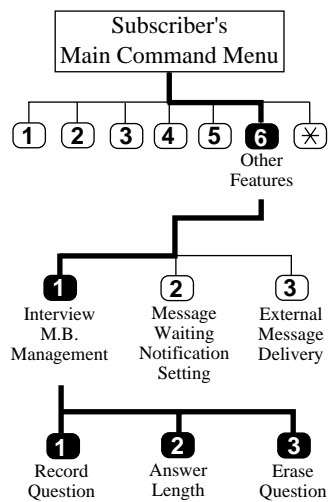 Subscriber's
Main Command Menu
1 2 3 4 5 6 *
Other
Features
1 2 3
Interview
M.B.
Management
Message
Waiting
Notification
Setting
External
Message
Delivery
1 2 3
Record
Question
Answer
Length
Erase
Question